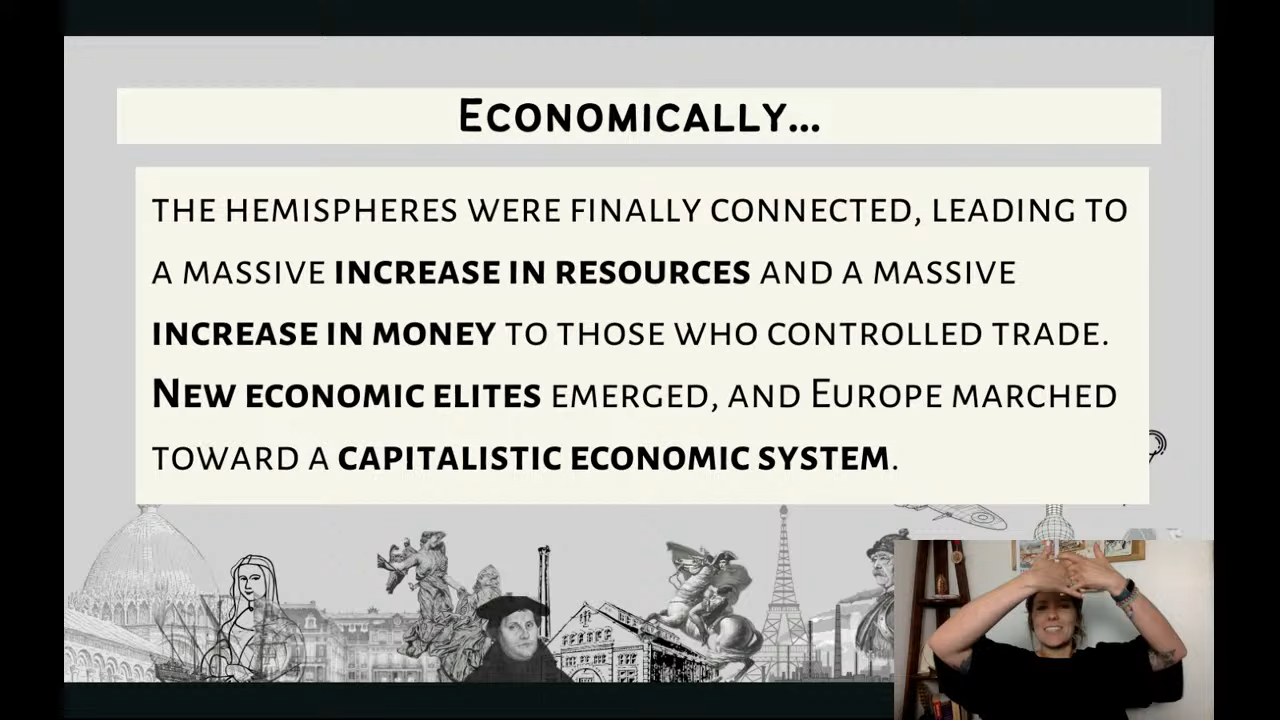 Economically...
the hemispheres were finally connected, leading to
a massive increase in resources and a massive
increase in money to those who controlled trade.
New economic elites emerged, and Europe marched
toward a capitalistic economic system.